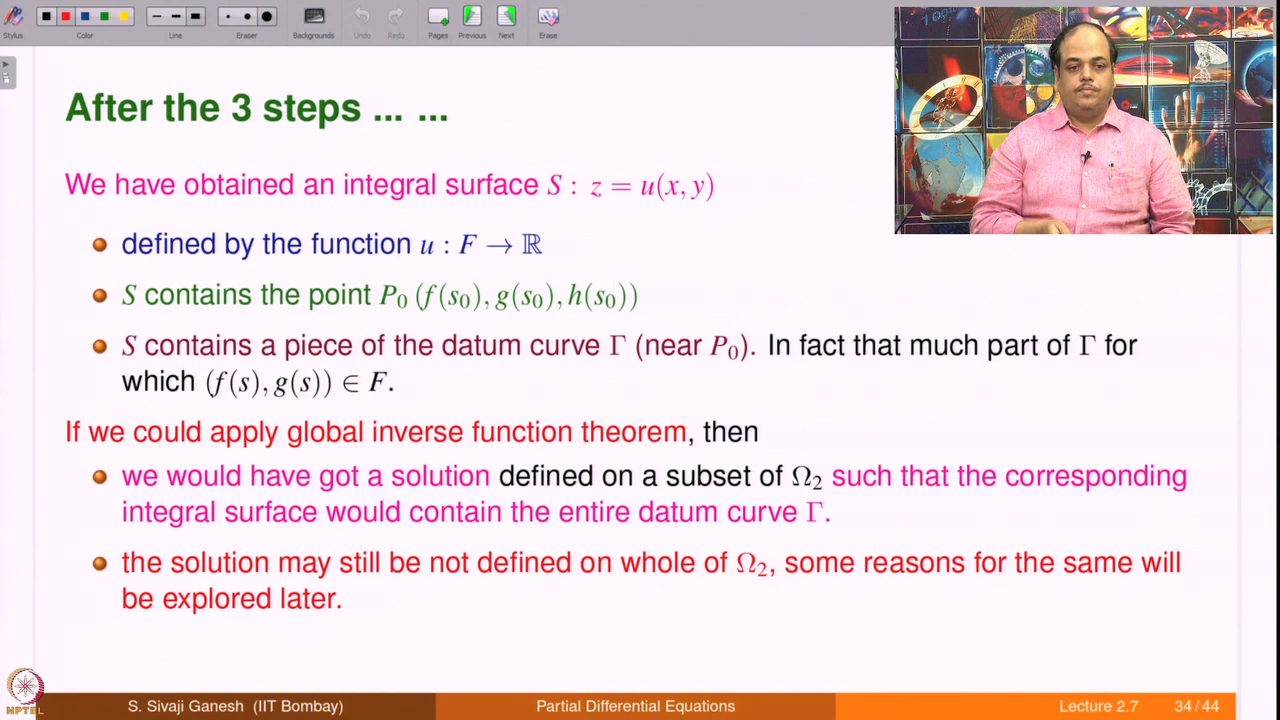 Stylus
Color
Line
Eraser
Backgrounds
Undo
Redo
Pages
Previous
Next
Erase
After the 3 steps ... ...
We have obtained an integral surface S : z = u(x, y)
defined by the function u : F → ℝ
S contains the point P₀ (f(s₀), g(s₀), h(s₀))
S contains a piece of the datum curve Γ (near P₀). In fact that much part of Γ for
which (f(s), g(s)) ∈ F.
If we could apply global inverse function theorem, then
we would have got a solution defined on a subset of Ω₂ such that the corresponding
integral surface would contain the entire datum curve Γ.
the solution may still be not defined on whole of Ω₂, some reasons for the same will
be explored later.
NPTEL
S. Sivaji Ganesh (IIT Bombay)
Partial Differential Equations
Lecture 2.7
34 / 44